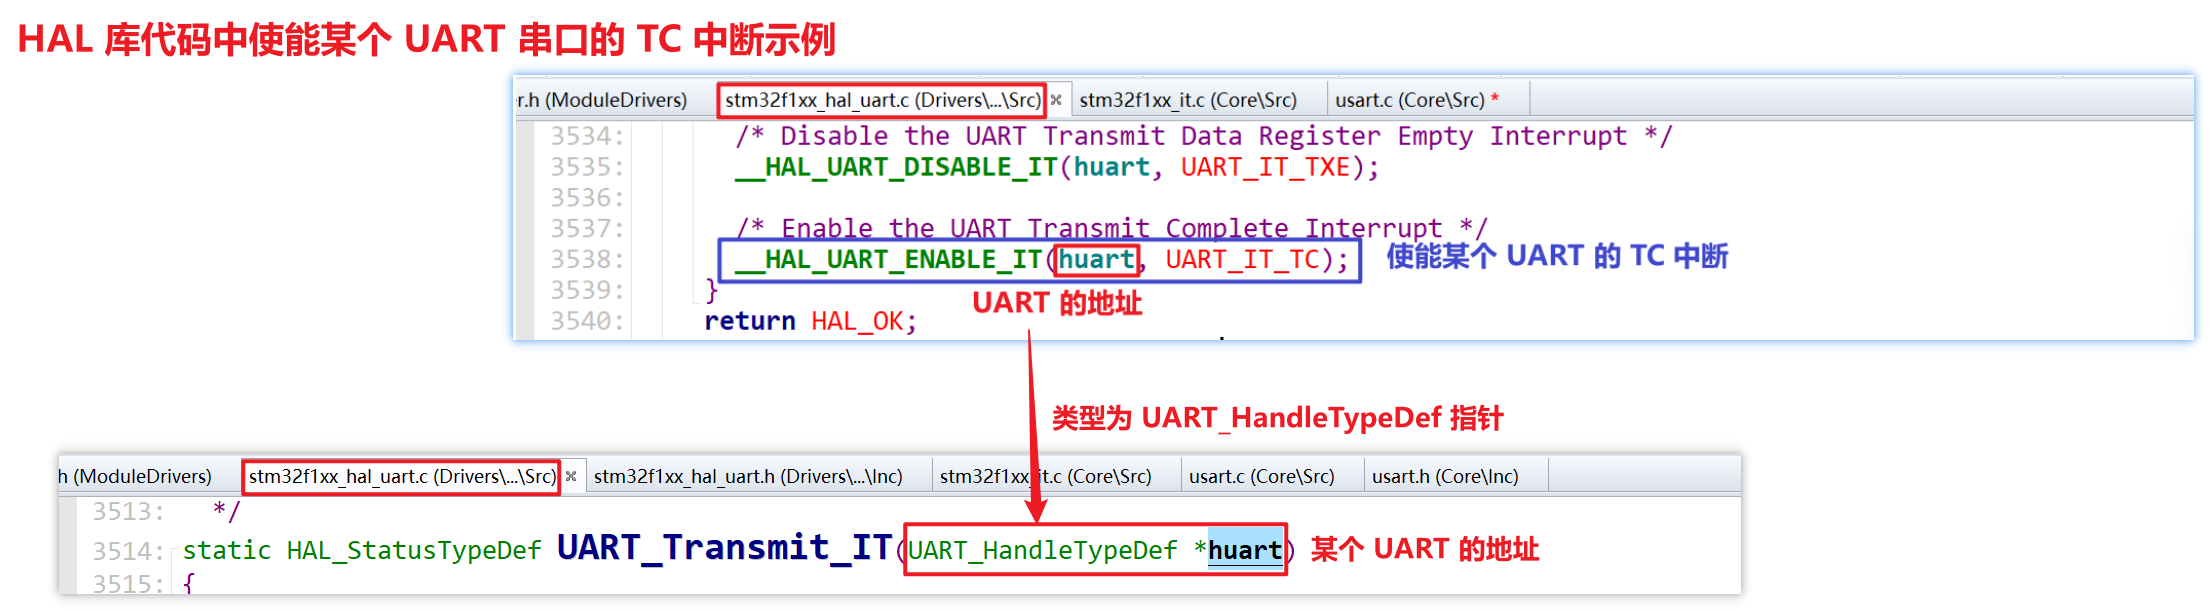 HAL 库代码中使能某个 UART 串口的 TC 中断示例
r.h (ModuleDrivers) stm32f1xx_hal_uart.c (Drivers\...\Src) stm32f1xx_it.c (Core\Src) usart.c (Core\Src) *
3534: /* Disable the UART Transmit Data Register Empty Interrupt */
3535: __HAL_UART_DISABLE_IT(huart, UART_IT_TXE);
3536:
3537: /* Enable the UART Transmit Complete Interrupt */
3538: __HAL_UART_ENABLE_IT(huart, UART_IT_TC); 使能某个 UART 的 TC 中断
3539: }
UART 的地址
3540: return HAL_OK;
类型为 UART_HandleTypeDef 指针
h (ModuleDrivers) stm32f1xx_hal_uart.c (Drivers\...\Src) stm32f1xx_hal_uart.h (Drivers\...\Inc) stm32f1xx_it.c (Core\Src) usart.c (Core\Src) usart.h (Core\Inc)
3513: */
3514: static HAL_StatusTypeDef UART_Transmit_IT(UART_HandleTypeDef *huart) 某个 UART 的地址
3515: {